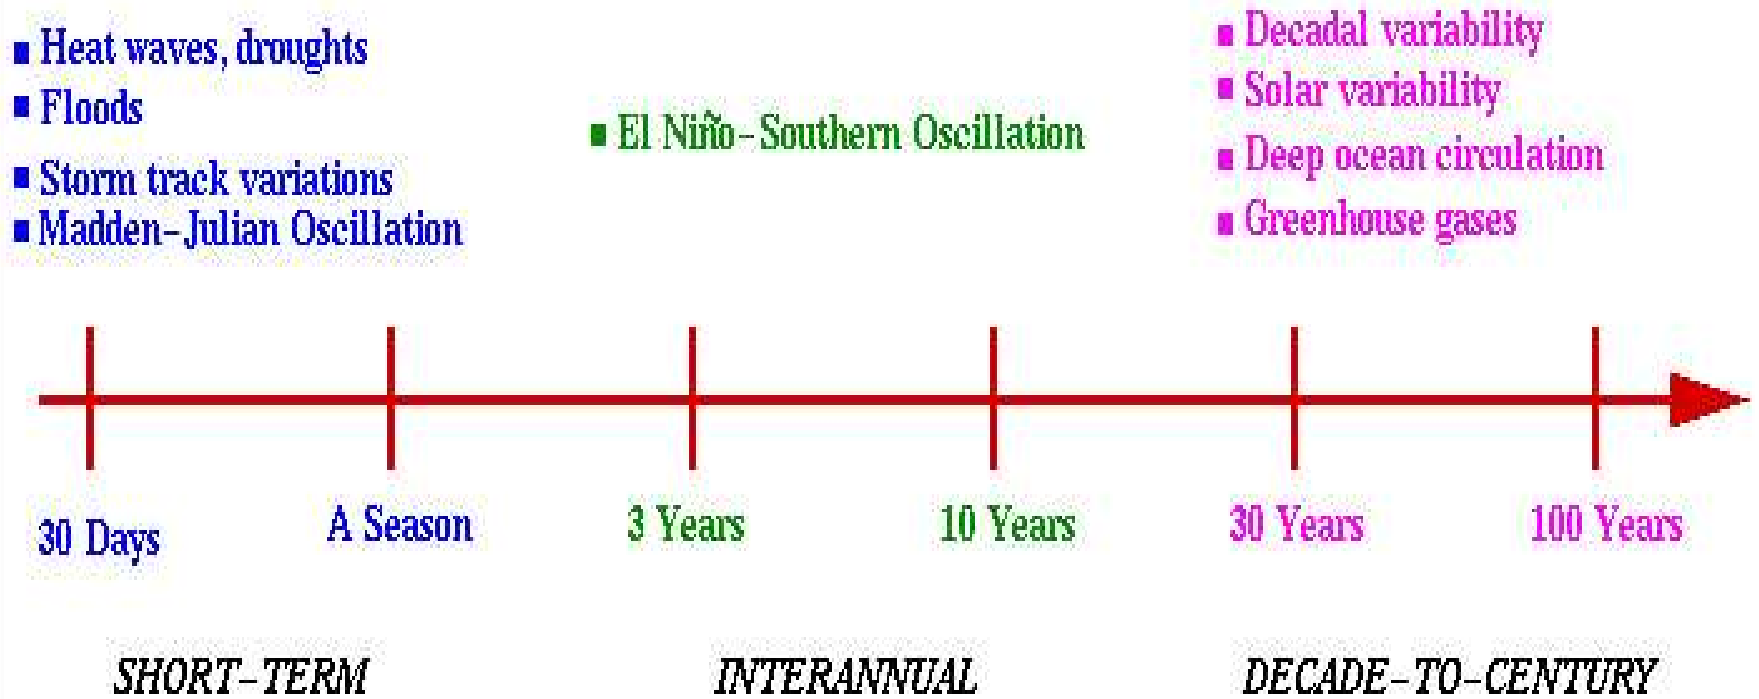 ▪ Heat waves, droughts
▪ Floods
▪ Storm track variations
▪ Madden-Julian Oscillation
▪ El Niño-Southern Oscillation
▪ Decadal variability
▪ Solar variability
▪ Deep ocean circulation
▪ Greenhouse gases
30 Days
A Season
3 Years
10 Years
30 Years
100 Years
SHORT-TERM
INTERANNUAL
DECADE-TO-CENTURY